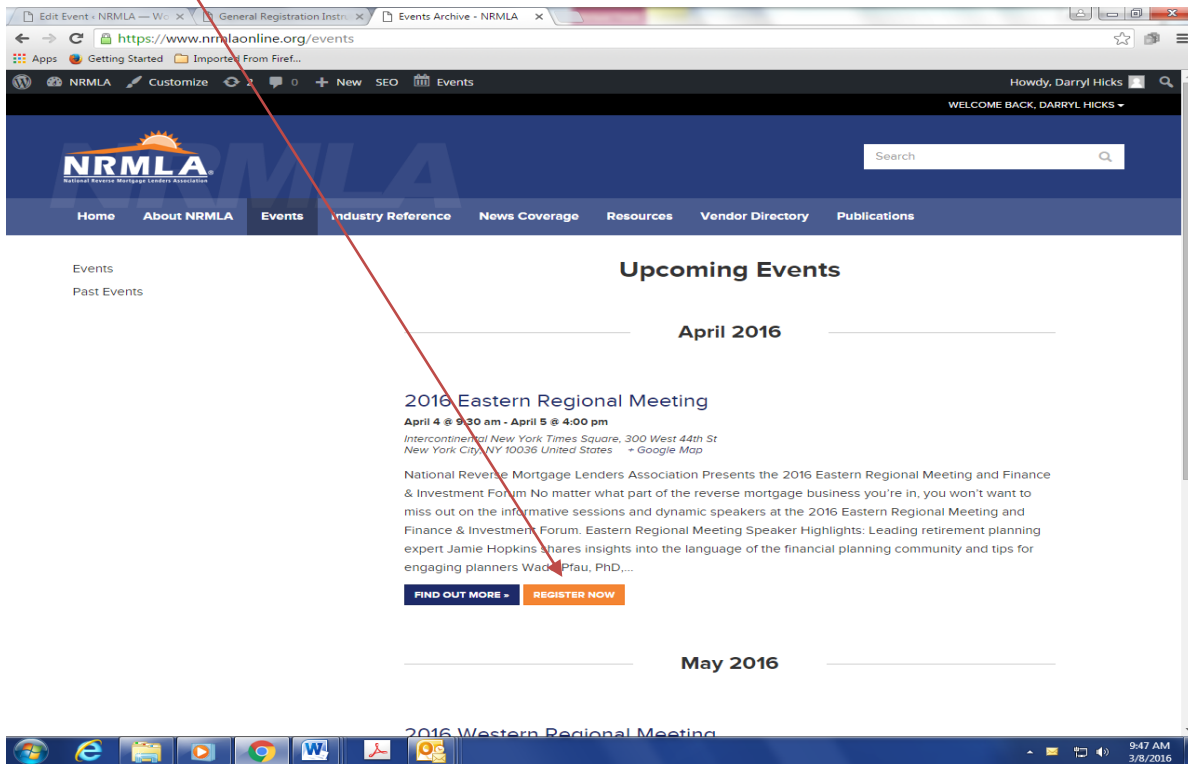 Edit Event ‹ NRMLA — Wo
General Registration Instru
Events Archive - NRMLA
https://www.nrmlaonline.org/events
Apps Getting Started Imported From Firef...
NRMLA Customize 2 0 + New SEO Events Howdy, Darryl Hicks
WELCOME BACK, DARRYL HICKS
NRMLA
NRMLA
National Reverse Mortgage Lenders Association
Search
Home About NRMLA Events Industry Reference News Coverage Resources Vendor Directory Publications
Events
Past Events
Upcoming Events
April 2016
2016 Eastern Regional Meeting
April 4 @ 9:30 am - April 5 @ 4:00 pm
Intercontinental New York Times Square, 300 West 44th St
New York City, NY 10036 United States + Google Map
National Reverse Mortgage Lenders Association Presents the 2016 Eastern Regional Meeting and Finance
& Investment Forum No matter what part of the reverse mortgage business you're in, you won't want to
miss out on the informative sessions and dynamic speakers at the 2016 Eastern Regional Meeting and
Finance & Investment Forum. Eastern Regional Meeting Speaker Highlights: Leading retirement planning
expert Jamie Hopkins shares insights into the language of the financial planning community and tips for
engaging planners Wade Pfau, PhD,...
FIND OUT MORE » REGISTER NOW
May 2016
2016 Western Regional Meeting
9:47 AM
3/8/2016